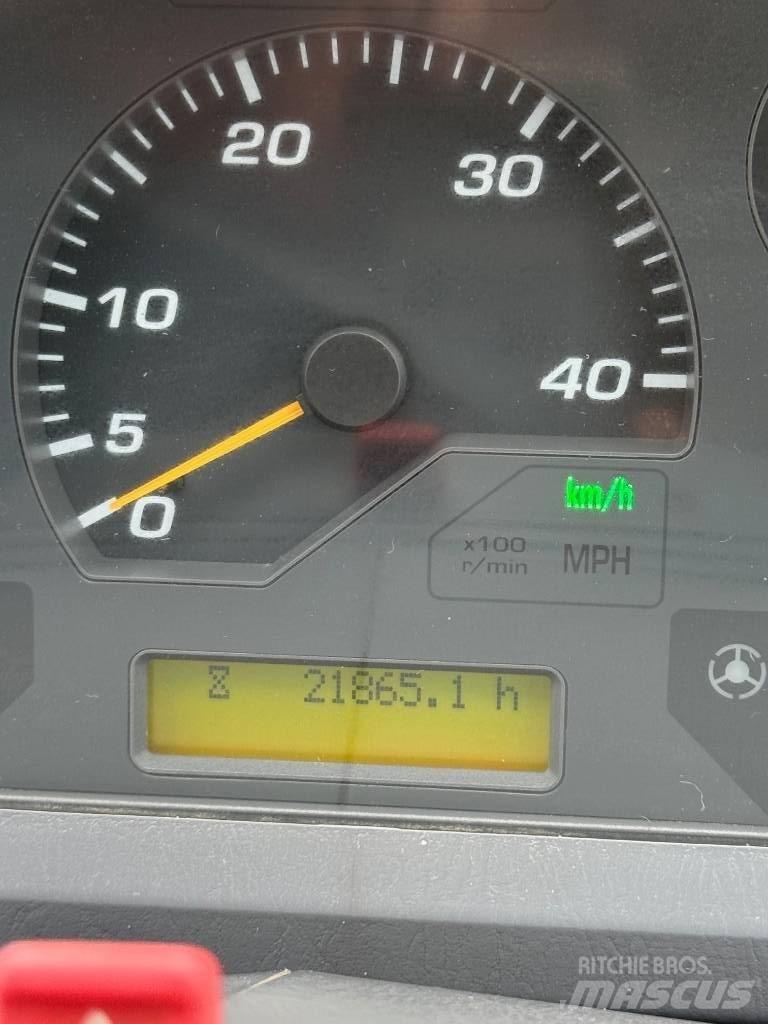 20
30
10
40
5
0
km/h
x100
r/min
MPH
21865.1 h
RITCHIE BROS.
MASCUS